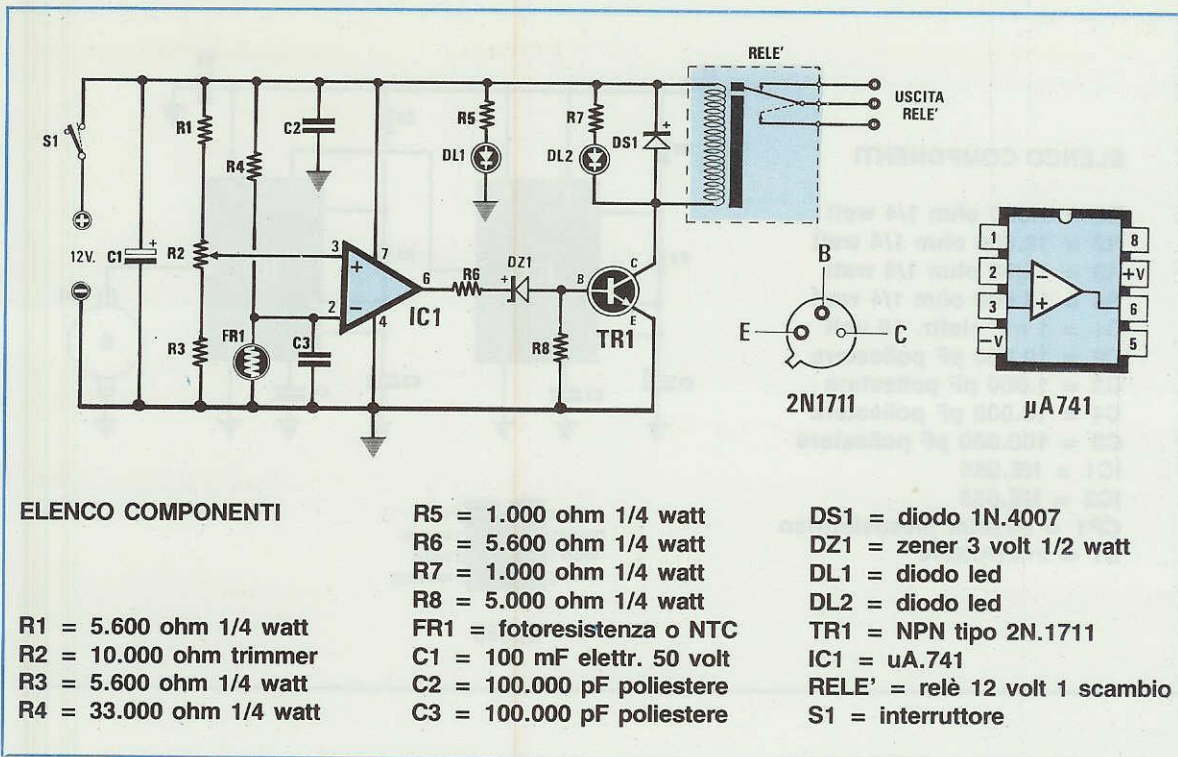 RELE'
S1
12V.
C1
+
R1
R2
R3
R4
FR1
C2
C3
3
2
7
4
6
+
−
IC1
R6
DZ1
+
R5
DL1
R7
DL2
DS1
+
R8
B
C
E
TR1
USCITA
RELE'
B
E
C
2N1711
1
2
3
−V
8
+V
6
5
−
+
µA741
ELENCO COMPONENTI
R1 = 5.600 ohm 1/4 watt
R2 = 10.000 ohm trimmer
R3 = 5.600 ohm 1/4 watt
R4 = 33.000 ohm 1/4 watt
R5 = 1.000 ohm 1/4 watt
R6 = 5.600 ohm 1/4 watt
R7 = 1.000 ohm 1/4 watt
R8 = 5.000 ohm 1/4 watt
FR1 = fotoresistenza o NTC
C1 = 100 mF elettr. 50 volt
C2 = 100.000 pF poliestere
C3 = 100.000 pF poliestere
DS1 = diodo 1N.4007
DZ1 = zener 3 volt 1/2 watt
DL1 = diodo led
DL2 = diodo led
TR1 = NPN tipo 2N.1711
IC1 = uA.741
RELE' = relè 12 volt 1 scambio
S1 = interruttore